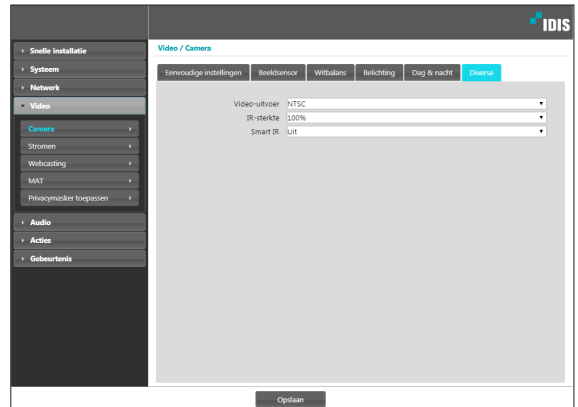 IDIS
Snelle installatie
Systeem
Netwerk
Video
Camera
Stromen
Webcasting
MAT
Privacymasker toepassen
Audio
Acties
Gebeurtenis
Video / Camera
Eenvoudige instellingen Beeldsensor Witbalans Belichting Dag & nacht Diverse
Video-uitvoer NTSC
IR-sterkte 100%
Smart IR Uit
Opslaan